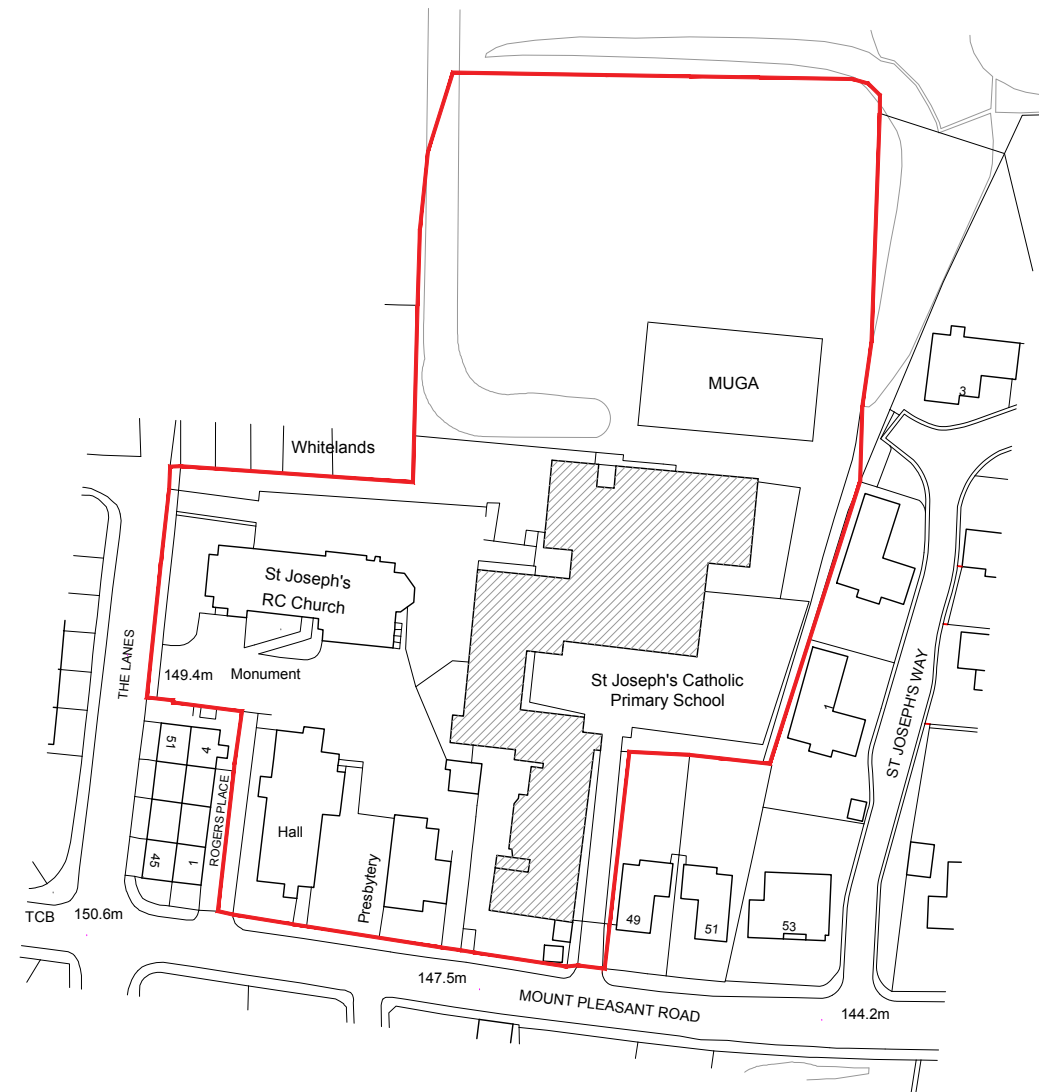 MUGA
3
Whitelands
St Joseph's
RC Church
THE LANES
149.4m
Monument
St Joseph's Catholic
Primary School
1
ST JOSEPH'S WAY
51
4
ROGERS PLACE
Hall
45
1
Presbytery
49
51
53
TCB
150.6m
147.5m
MOUNT PLEASANT ROAD
144.2m